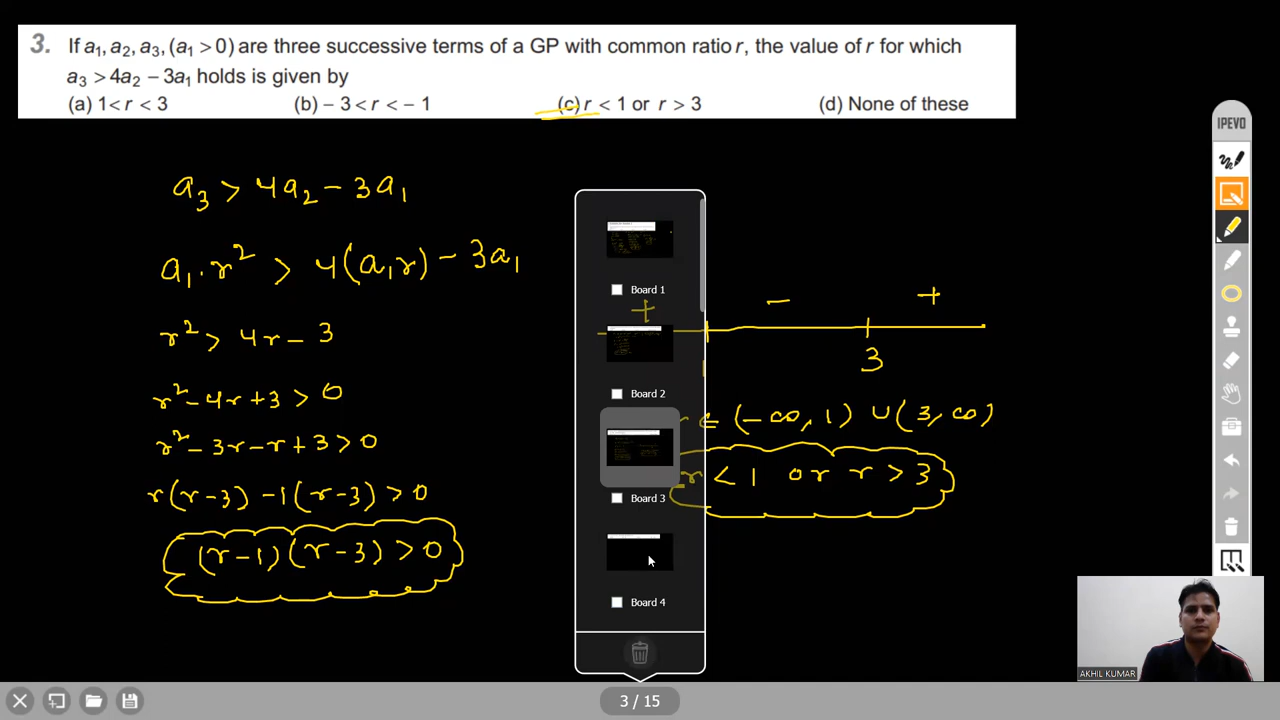 3. If a₁, a₂, a₃, (a₁ > 0) are three successive terms of a GP with common ratio r, the value of r for which
a₃ > 4a₂ − 3a₁ holds is given by
(a) 1 < r < 3 (b) − 3 < r < − 1 (c) r < 1 or r > 3 (d) None of these
a₃ > 4a₂ − 3a₁
a₁ · r² > 4(a₁r) − 3a₁
r² > 4r − 3
r² − 4r + 3 > 0
r² − 3r − r + 3 > 0
r(r−3) −1(r−3) > 0
(r−1)(r−3) > 0
+ − +
3
∈ (−∞, 1) ∪ (3, ∞)
r < 1 or r > 3
Board 1
Board 2
Board 3
Board 4
3 / 15
IPEVO
AKHIL KUMAR